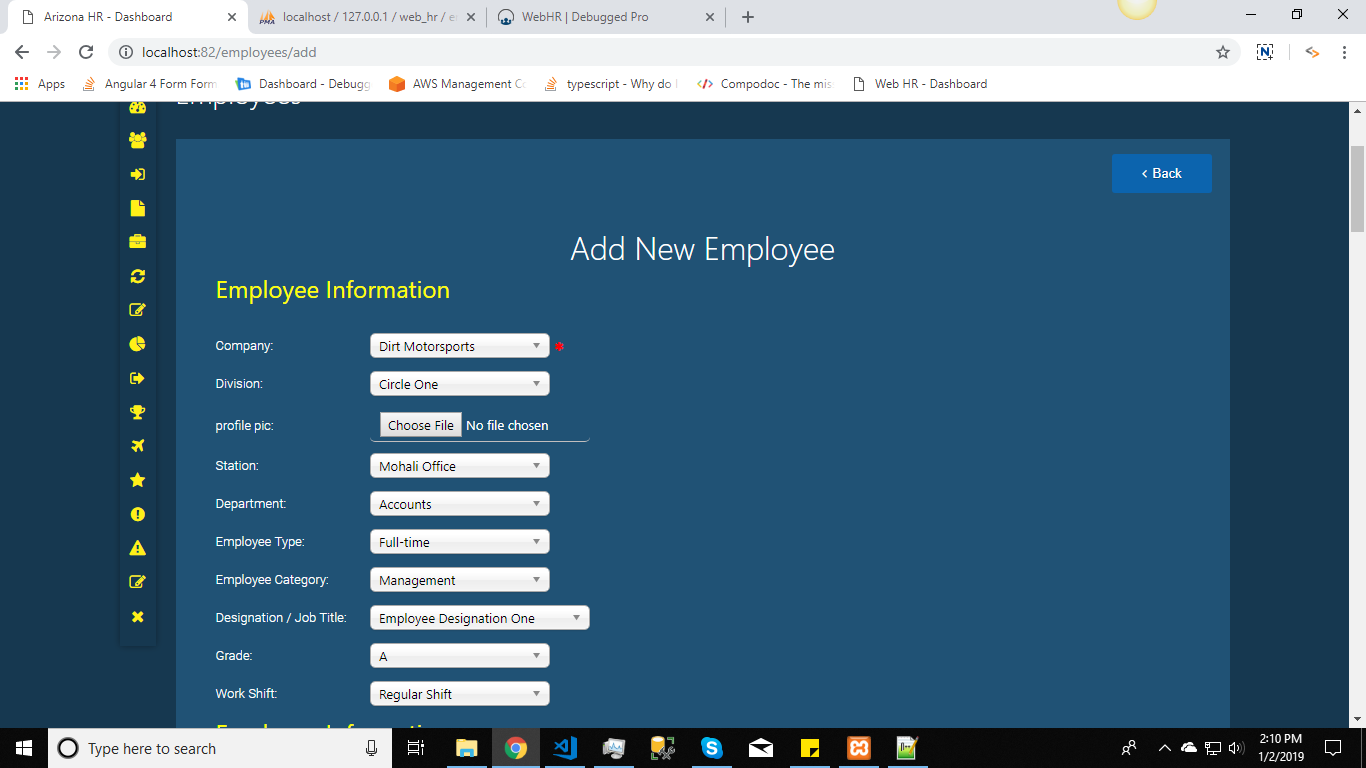 Arizona HR - Dashboard
localhost / 127.0.0.1 / web_hr / e
WebHR | Debugged Pro
localhost:82/employees/add
Apps
Angular 4 Form Form
Dashboard - Debugg
AWS Management Co
typescript - Why do I
Compodoc - The mis
Web HR - Dashboard
Employees
< Back
Add New Employee
Employee Information
Company: Dirt Motorsports
Division: Circle One
profile pic: Choose File No file chosen
Station: Mohali Office
Department: Accounts
Employee Type: Full-time
Employee Category: Management
Designation / Job Title: Employee Designation One
Grade: A
Work Shift: Regular Shift
Employee Information
Type here to search
2:10 PM
1/2/2019